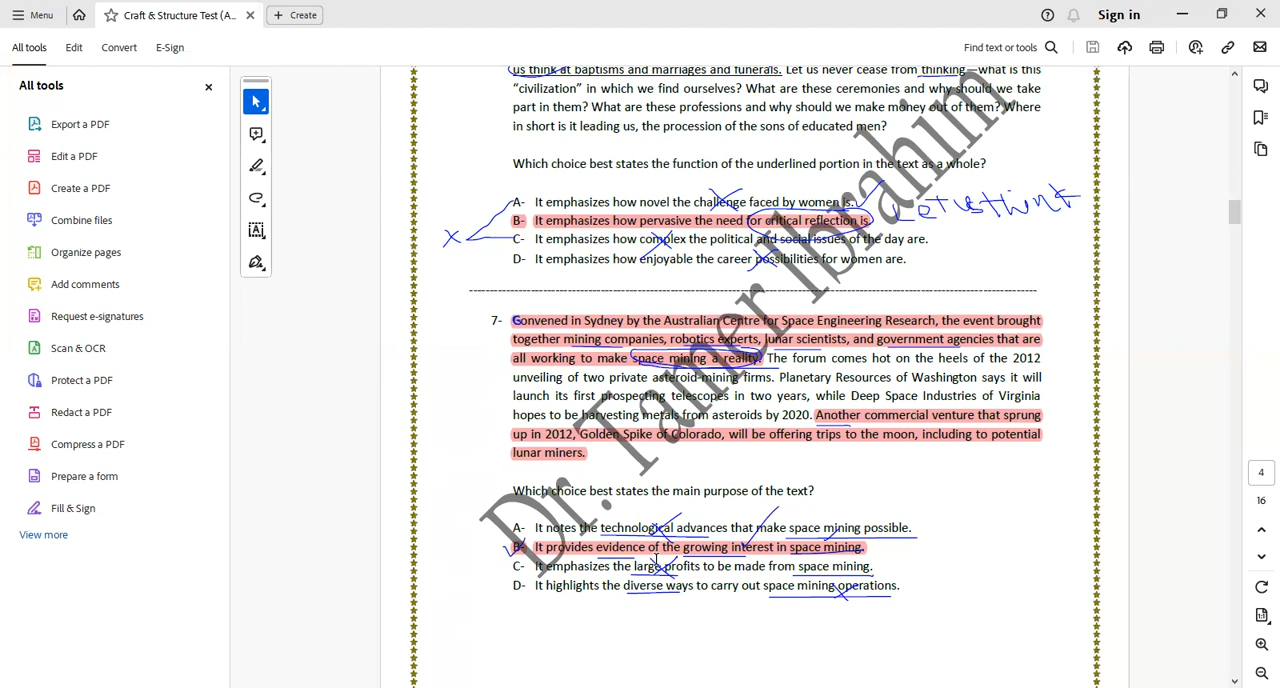 Menu
Craft & Structure Test (A...
Create
Sign in
All tools
Edit
Convert
E-Sign
Find text or tools
All tools
Export a PDF
Edit a PDF
Create a PDF
Combine files
Organize pages
Add comments
Request e-signatures
Scan & OCR
Protect a PDF
Redact a PDF
Compress a PDF
Prepare a form
Fill & Sign
View more
us think at baptisms and marriages and funerals. Let us never cease from thinking—what is this
“civilization” in which we find ourselves? What are these ceremonies and why should we take
part in them? What are these professions and why should we make money out of them? Where
in short is it leading us, the procession of the sons of educated men?
Which choice best states the function of the underlined portion in the text as a whole?
A- It emphasizes how novel the challenge faced by women is.
B- It emphasizes how pervasive the need for critical reflection is.
Let us think
C- It emphasizes how complex the political and social issues of the day are.
D- It emphasizes how enjoyable the career possibilities for women are.
7- Convened in Sydney by the Australian Centre for Space Engineering Research, the event brought
together mining companies, robotics experts, lunar scientists, and government agencies that are
all working to make space mining a reality. The forum comes hot on the heels of the 2012
unveiling of two private asteroid-mining firms. Planetary Resources of Washington says it will
launch its first prospecting telescopes in two years, while Deep Space Industries of Virginia
hopes to be harvesting metals from asteroids by 2020. Another commercial venture that sprung
up in 2012, Golden Spike of Colorado, will be offering trips to the moon, including to potential
lunar miners.
Which choice best states the main purpose of the text?
A- It notes the technological advances that make space mining possible.
B- It provides evidence of the growing interest in space mining.
C- It emphasizes the large profits to be made from space mining.
D- It highlights the diverse ways to carry out space mining operations.
Dr. Tamer Ibrahim
4
16